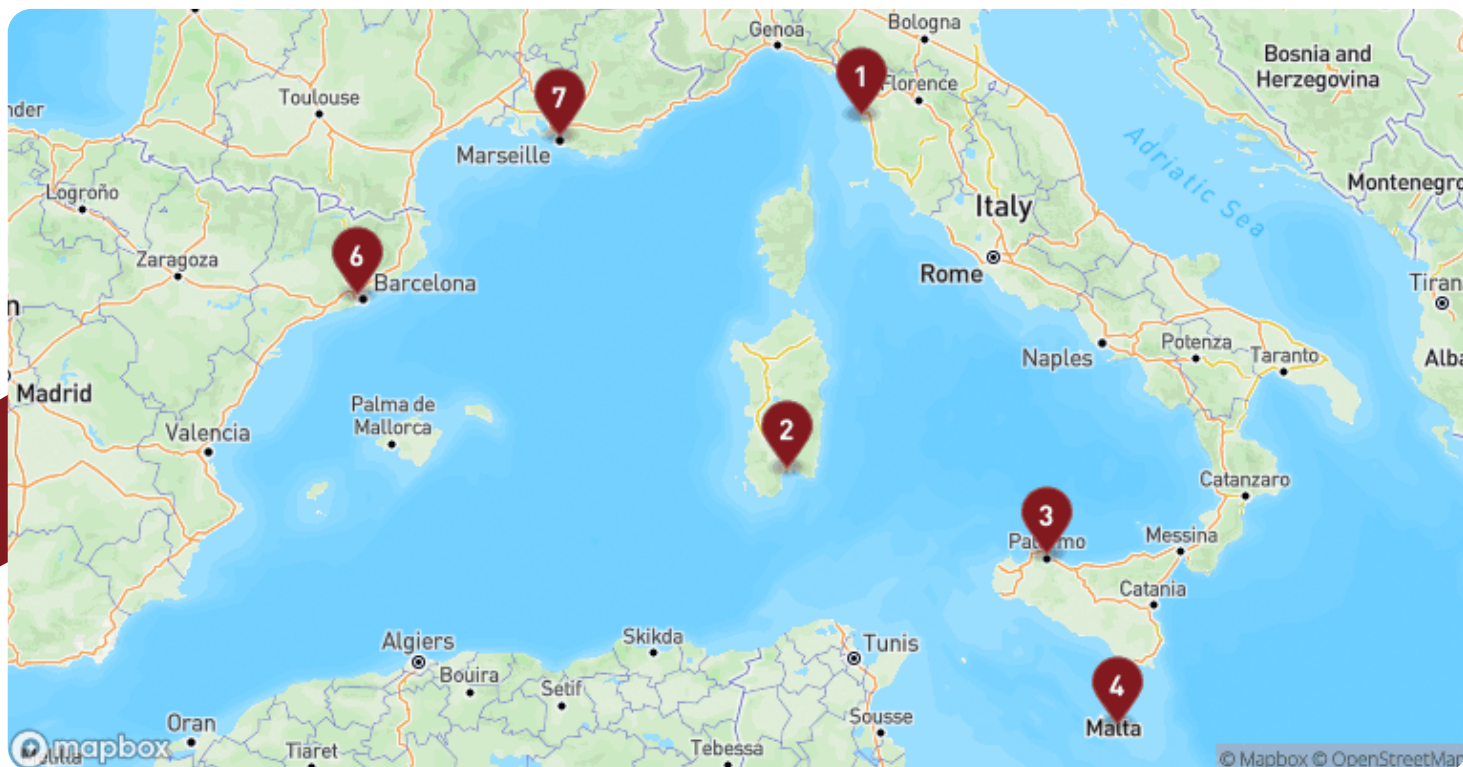 Bologna
Genoa
Bosnia and
Herzegovina
1
Florence
7
Toulouse
nder
Marseille
Adriatic Sea
Montenegro
Logroño
Italy
6
Zaragoza
Barcelona
Rome
Tiran
n
Naples
Potenza
Taranto
Alba
Madrid
Palma de
Mallorca
Valencia
2
Catanzaro
3
Messina
Catania
Algiers
Skikda
Tunis
Bouira
Setif
4
Malta
Oran
Sousse
Tiaret
Tebessa
mapbox
Melilla
© Mapbox © OpenStreetMap